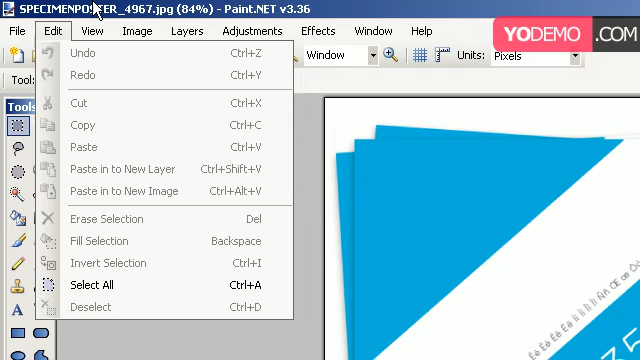 SPECIMENPOSTER_4967.jpg (84%) - Paint.NET v3.36
File Edit View Image Layers Adjustments Effects Window Help
YODEMO.COM
Window Units: Pixels
Tool:
Tools
Undo Ctrl+Z
Redo Ctrl+Y
Cut Ctrl+X
Copy Ctrl+C
Paste Ctrl+V
Paste in to New Layer Ctrl+Shift+V
Paste in to New Image Ctrl+Alt+V
Erase Selection Del
Fill Selection Backspace
Invert Selection Ctrl+I
Select All Ctrl+A
Deselect Ctrl+D